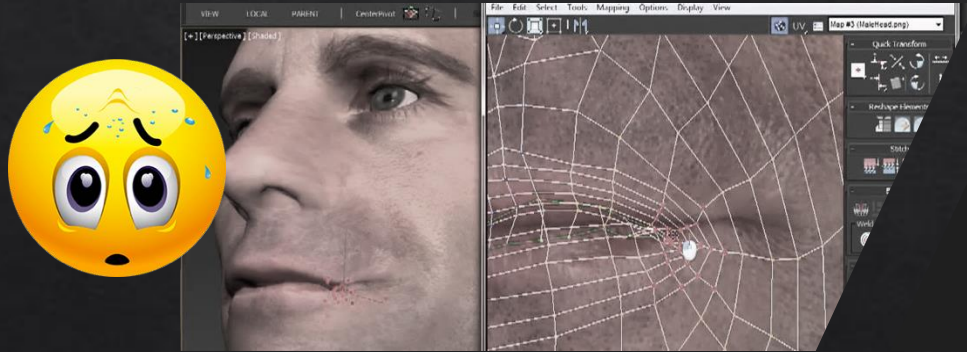 VIEW LOCAL PARENT CenterPoint
[+][Perspective][Shaded]
File Edit Select Tools Mapping Options Display View
UV Map #3 (MaleHead.png)
Quick Transform
Reshape Elements
Stitch
Weld